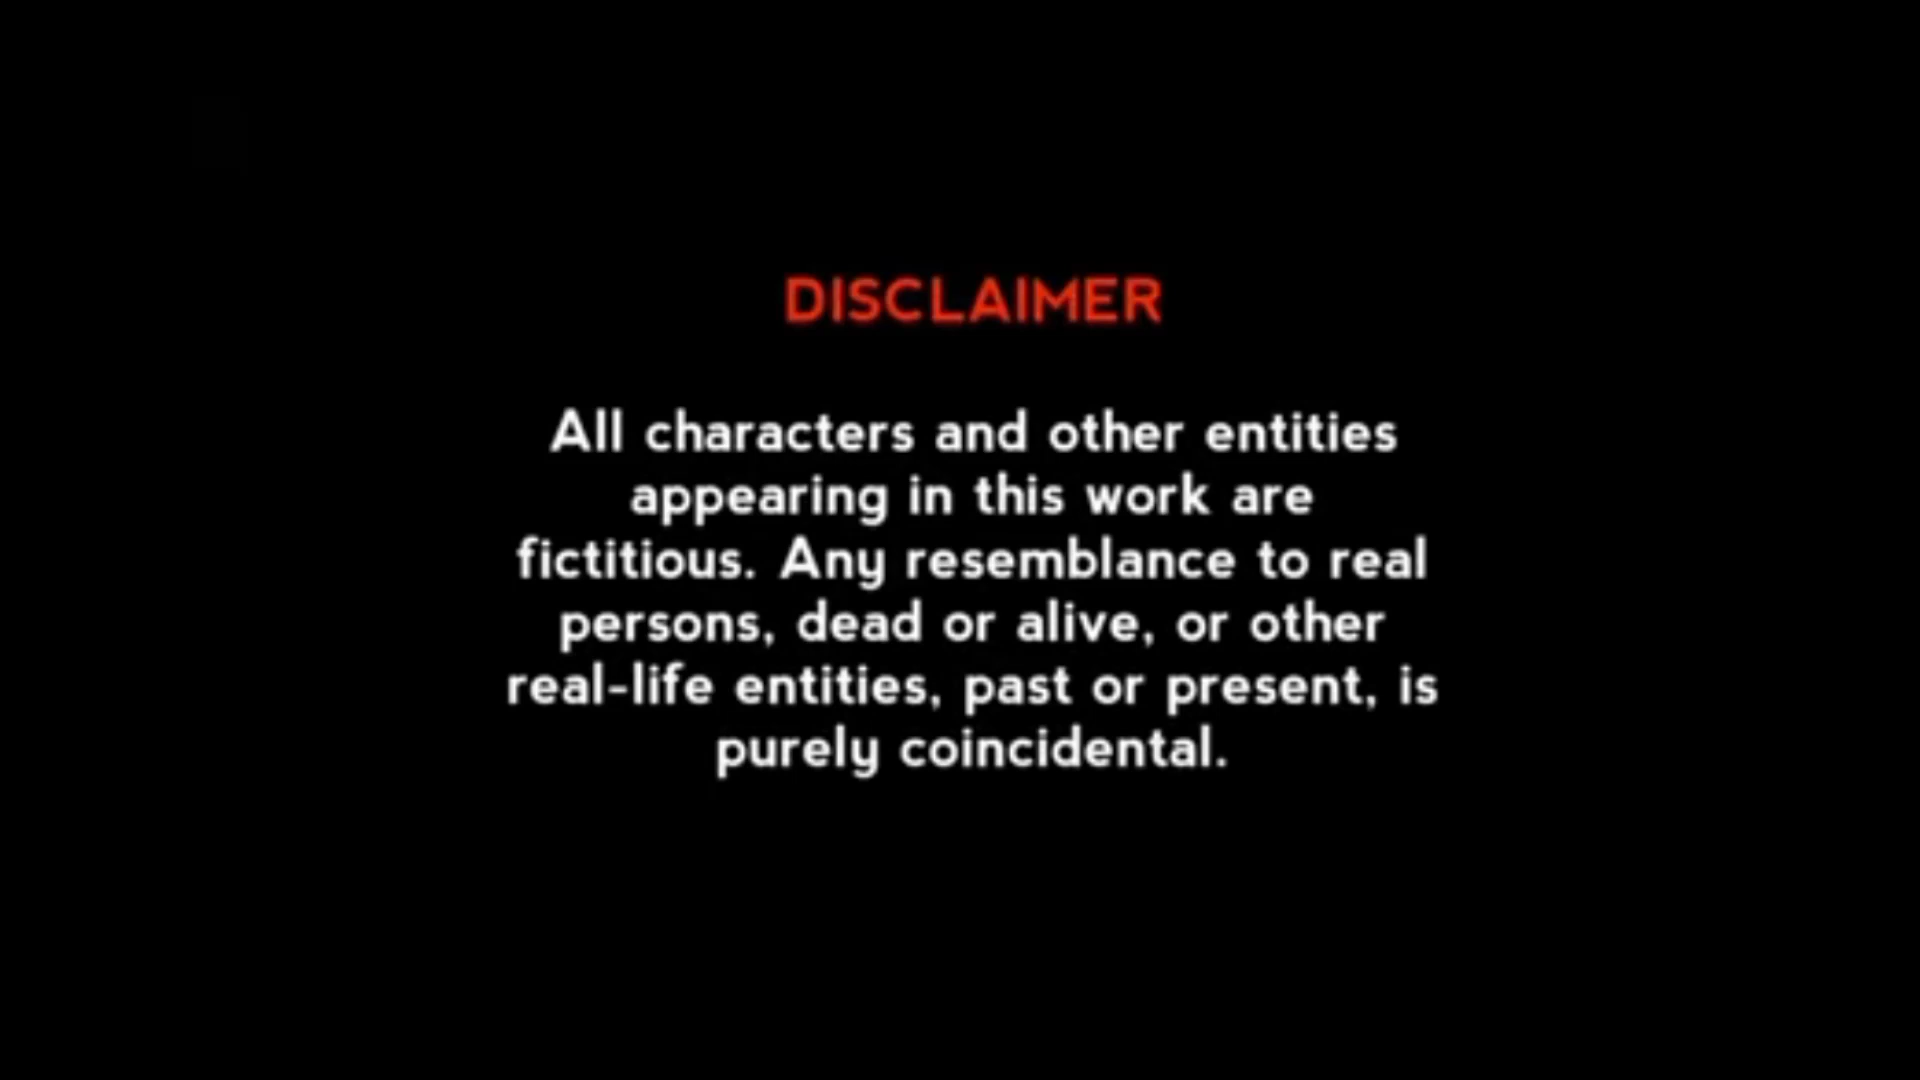 DISCLAIMER
All characters and other entities
appearing in this work are
fictitious. Any resemblance to real
persons, dead or alive, or other
real-life entities, past or present, is
purely coincidental.